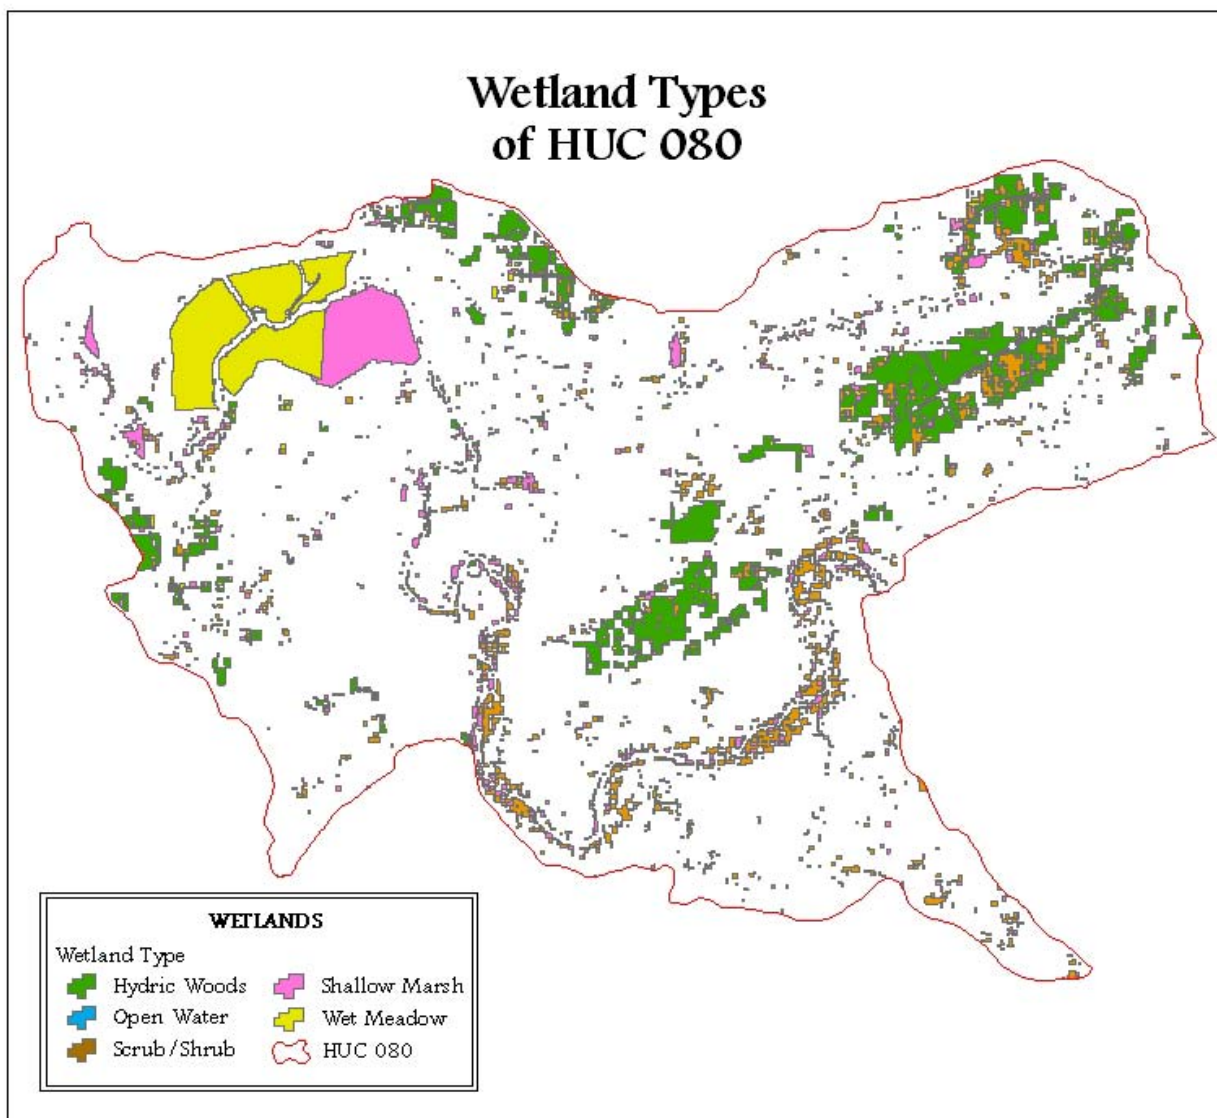 Wetland Types
of HUC 080
WETLANDS
Wetland Type
Hydric Woods
Shallow Marsh
Open Water
Wet Meadow
Scrub/Shrub
HUC 080